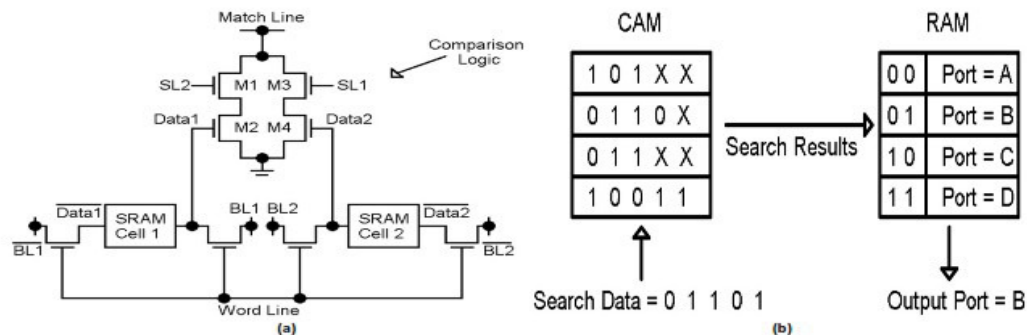 Match Line
Comparison
Logic
SL2 M1 M3 SL1
Data1 M2 M4 Data2
Data1 SRAM Cell 1 BL1 BL2 SRAM Cell 2 Data2
BL1 BL2
Word Line
(a)
CAM RAM
1 0 1 X X
0 1 1 0 X
0 1 1 X X
1 0 0 1 1
Search Results
0 0 Port = A
0 1 Port = B
1 0 Port = C
1 1 Port = D
Search Data = 0 1 1 0 1
Output Port = B
(b)